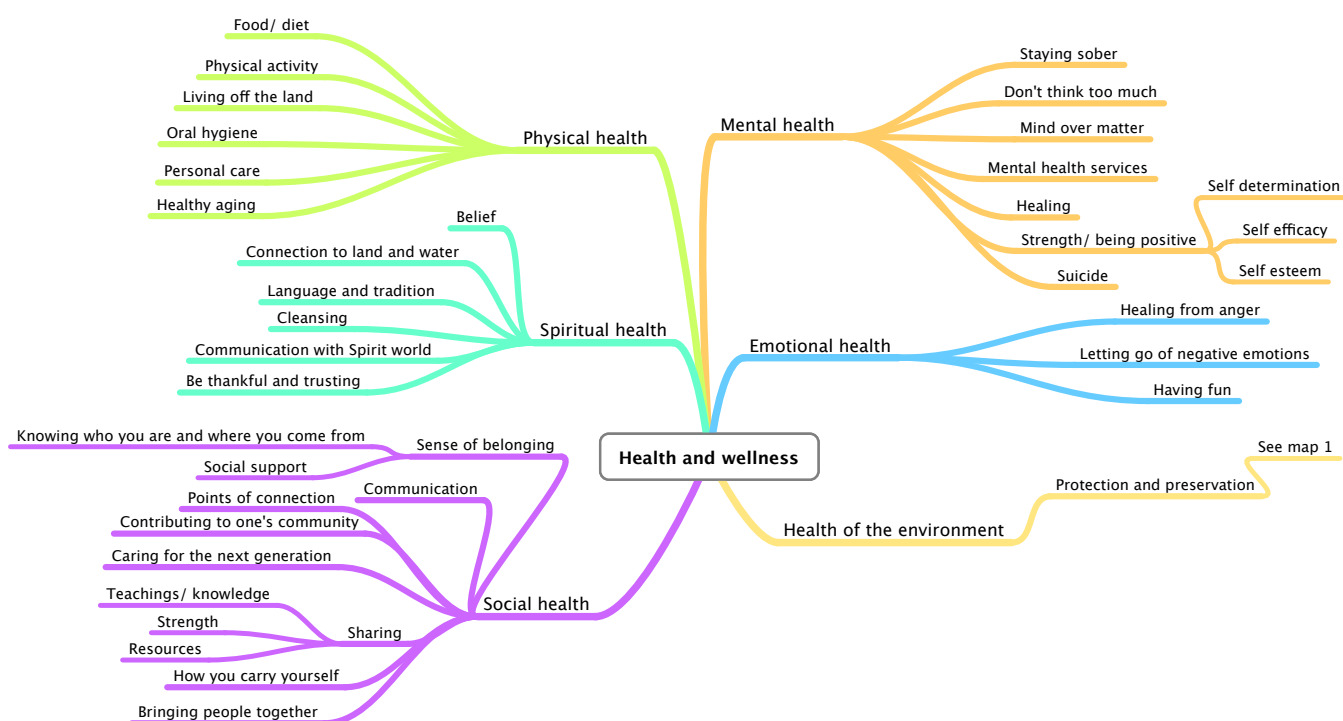 Food/ diet
Physical activity
Living off the land
Oral hygiene
Personal care
Healthy aging
Physical health
Belief
Connection to land and water
Language and tradition
Cleansing
Communication with Spirit world
Be thankful and trusting
Spiritual health
Knowing who you are and where you come from
Social support
Sense of belonging
Communication
Points of connection
Contributing to one's community
Caring for the next generation
Teachings/ knowledge
Strength
Resources
Sharing
How you carry yourself
Bringing people together
Social health
Health and wellness
Mental health
Staying sober
Don't think too much
Mind over matter
Mental health services
Healing
Strength/ being positive
Self determination
Self efficacy
Self esteem
Suicide
Emotional health
Healing from anger
Letting go of negative emotions
Having fun
Health of the environment
Protection and preservation
See map 1